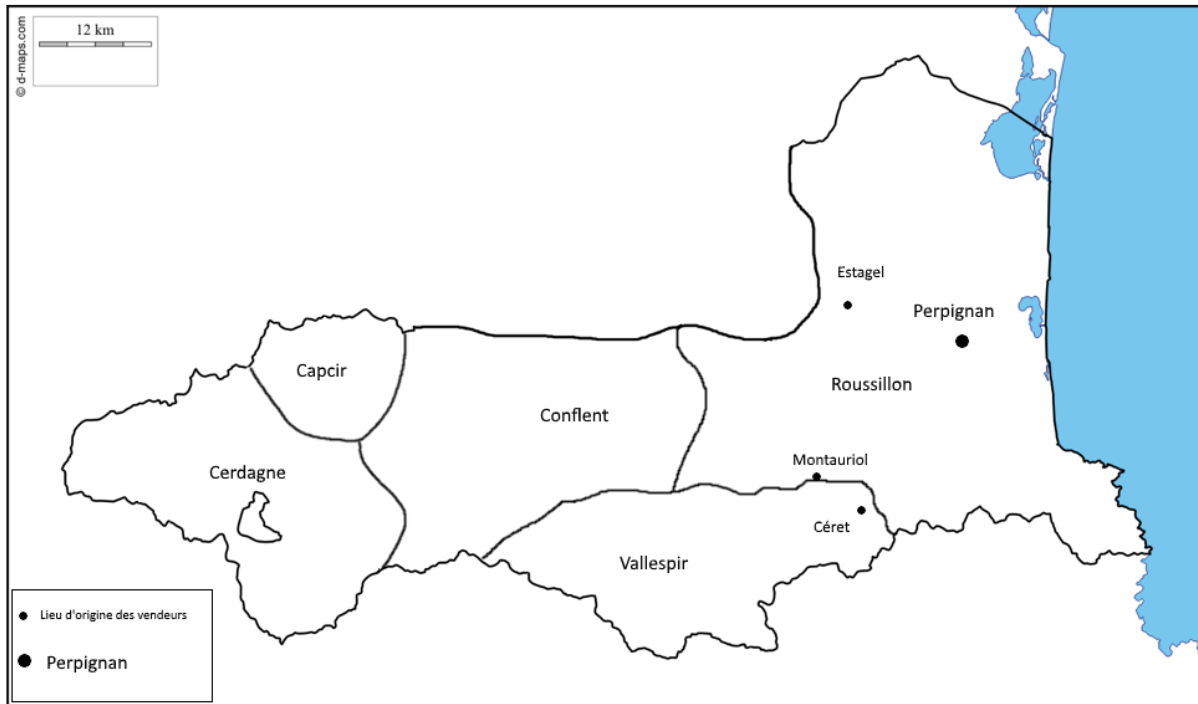 12 km
© d-maps.com
Estagel
Perpignan
Capcir
Roussillon
Conflent
Montauriol
Cerdagne
Céret
Vallespir
Lieu d'origine des vendeurs
Perpignan